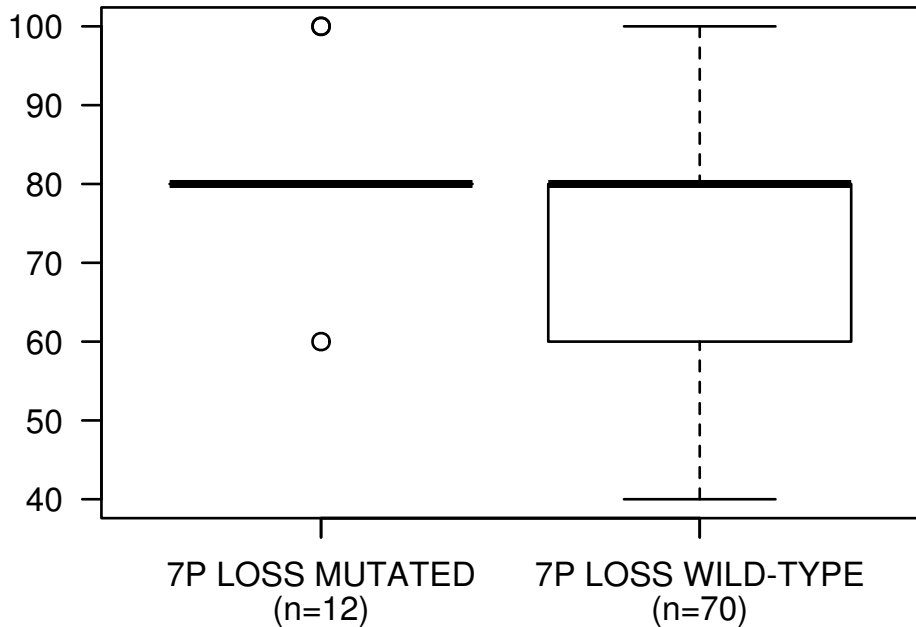 100
90
80
70
60
50
40
7P LOSS MUTATED
(n=12)
7P LOSS WILD-TYPE
(n=70)